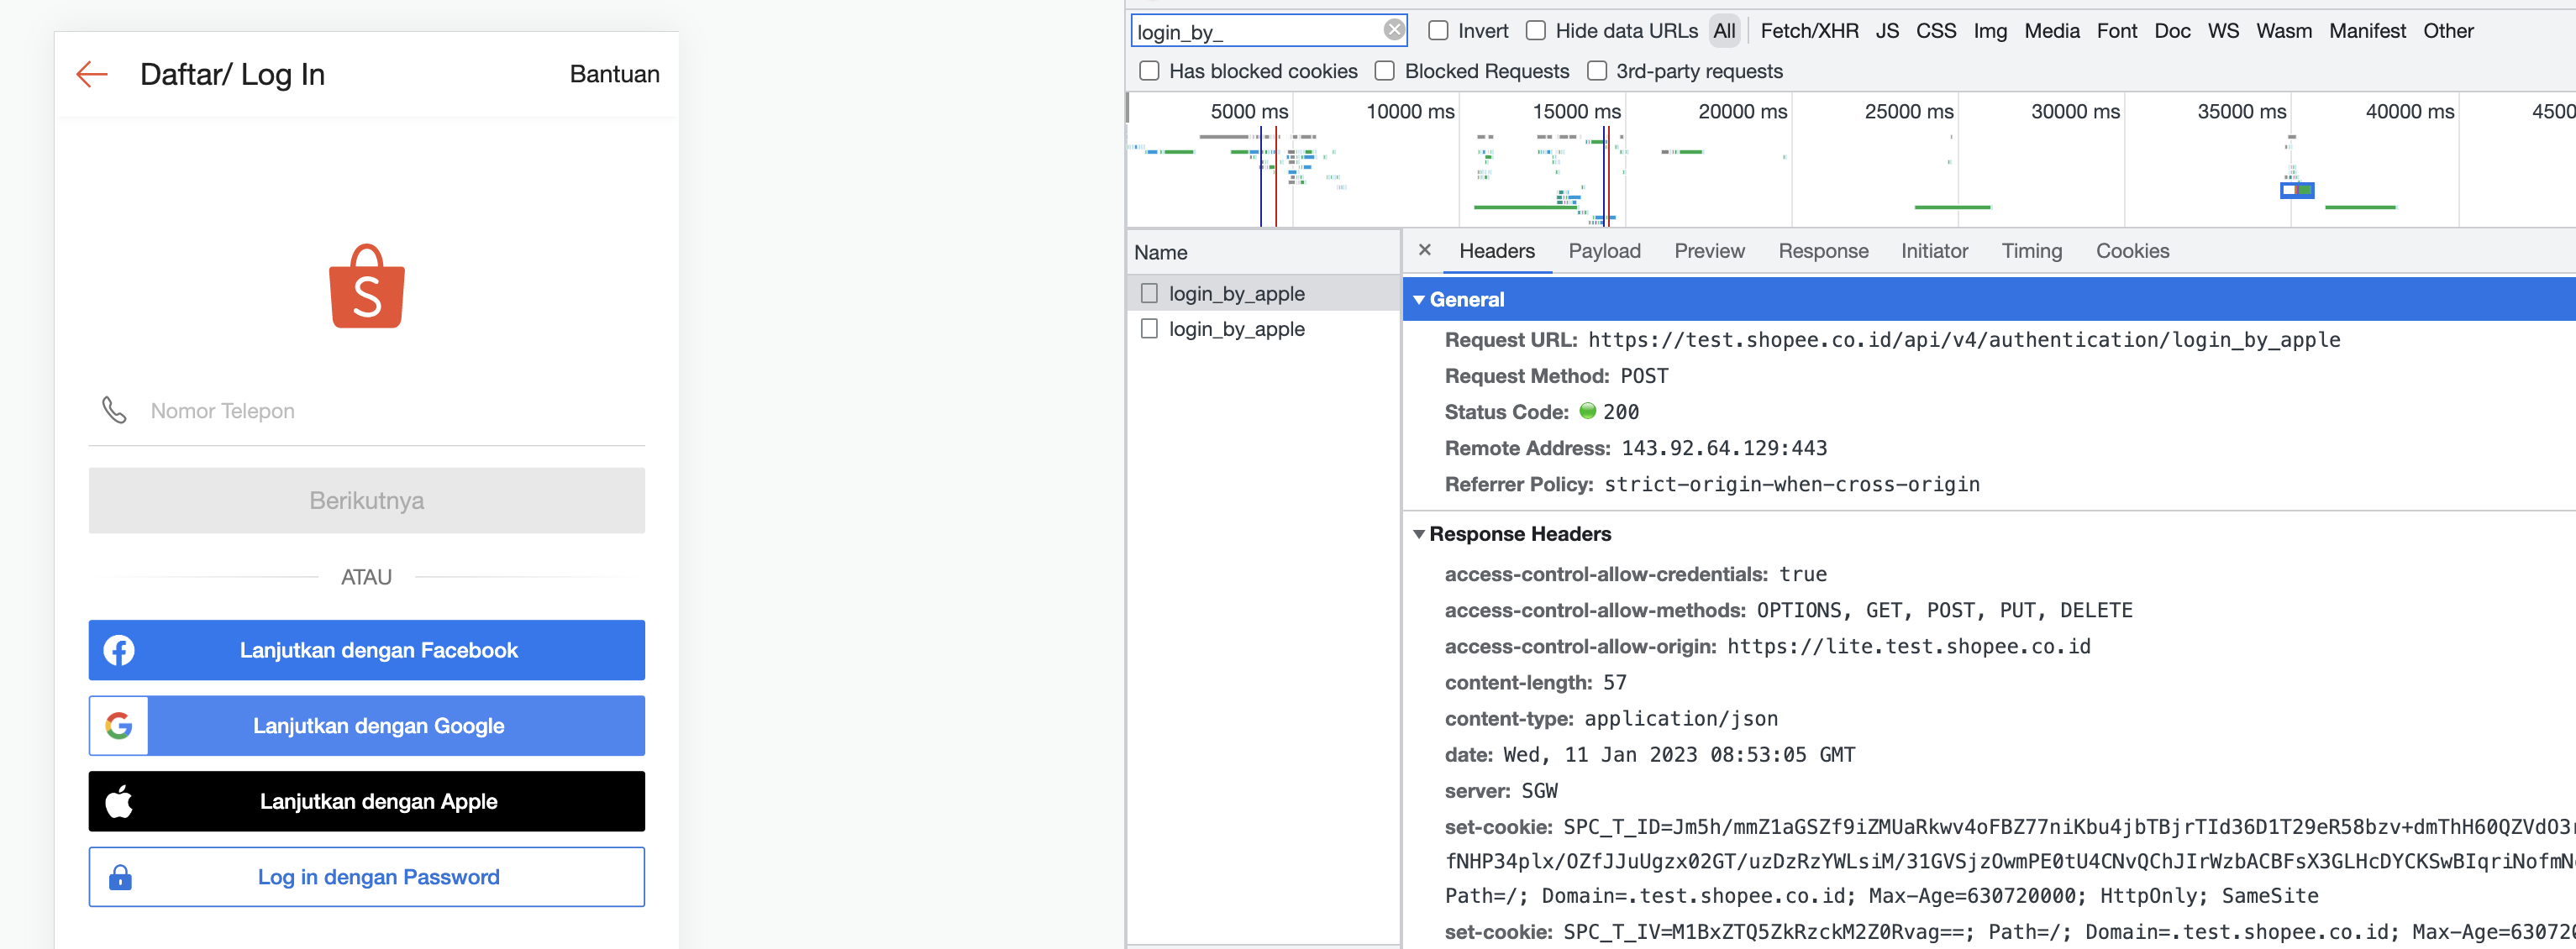 Daftar/ Log In
Bantuan
S
Nomor Telepon
Berikutnya
ATAU
Lanjutkan dengan Facebook
Lanjutkan dengan Google
Lanjutkan dengan Apple
Log in dengan Password
login_by_
Invert Hide data URLs All Fetch/XHR JS CSS Img Media Font Doc WS Wasm Manifest Other
Has blocked cookies Blocked Requests 3rd-party requests
5000 ms 10000 ms 15000 ms 20000 ms 25000 ms 30000 ms 35000 ms 40000 ms 4500
Name
login_by_apple
login_by_apple
× Headers Payload Preview Response Initiator Timing Cookies
General
Request URL: https://test.shopee.co.id/api/v4/authentication/login_by_apple
Request Method: POST
Status Code: 200
Remote Address: 143.92.64.129:443
Referrer Policy: strict-origin-when-cross-origin
Response Headers
access-control-allow-credentials: true
access-control-allow-methods: OPTIONS, GET, POST, PUT, DELETE
access-control-allow-origin: https://lite.test.shopee.co.id
content-length: 57
content-type: application/json
date: Wed, 11 Jan 2023 08:53:05 GMT
server: SGW
set-cookie: SPC_T_ID=Jm5h/mmZ1aGSZf9iZMUaRkwv4oFBZ77niKbu4jbTBjrTId36D1T29eR58bzv+dmThH60QZVdO3
fNHP34plx/OZfJJuUgzx02GT/uzDzRzYWLsiM/31GVSjzOwmPE0tU4CNvQChJIrWzbACBFsX3GLHcDYCKSwBIqriNofmN
Path=/; Domain=.test.shopee.co.id; Max-Age=630720000; HttpOnly; SameSite
set-cookie: SPC_T_IV=M1BxZTQ5ZkRzckM2Z0Rvag==; Path=/; Domain=.test.shopee.co.id; Max-Age=63072